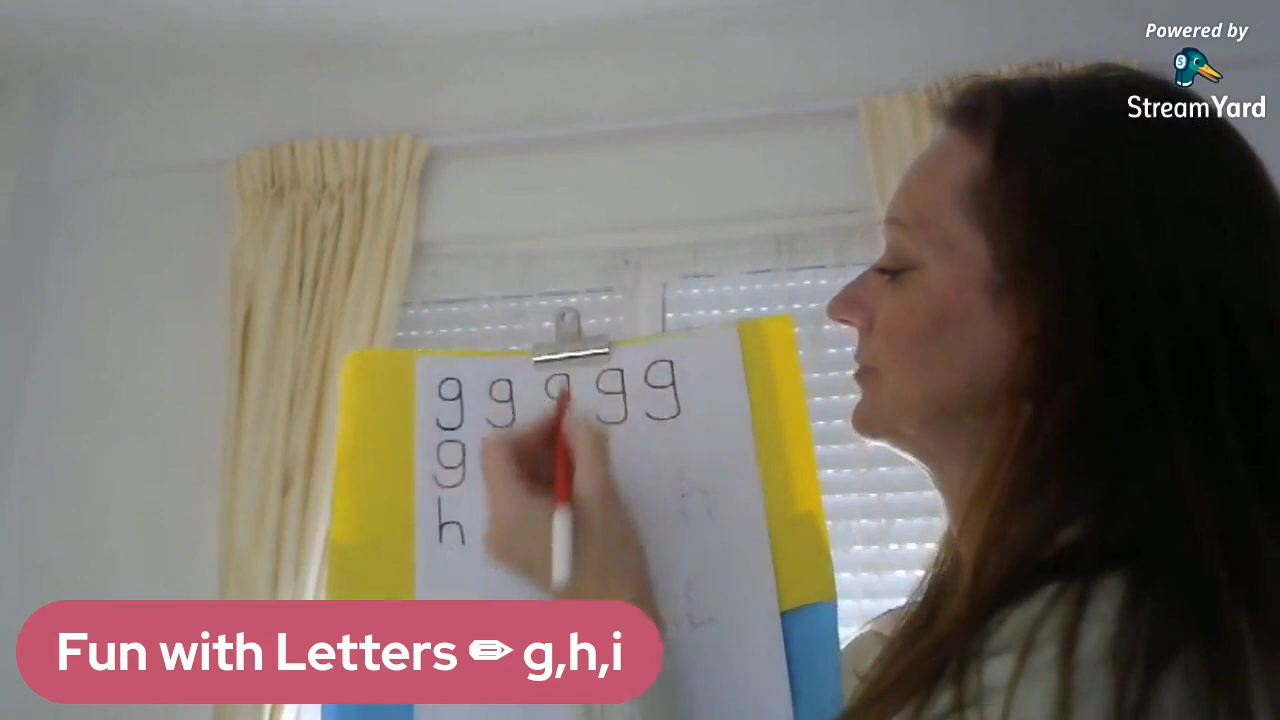 Powered by
StreamYard
g g g g g
g
h h
L
Fun with Letters ✏ g,h,i